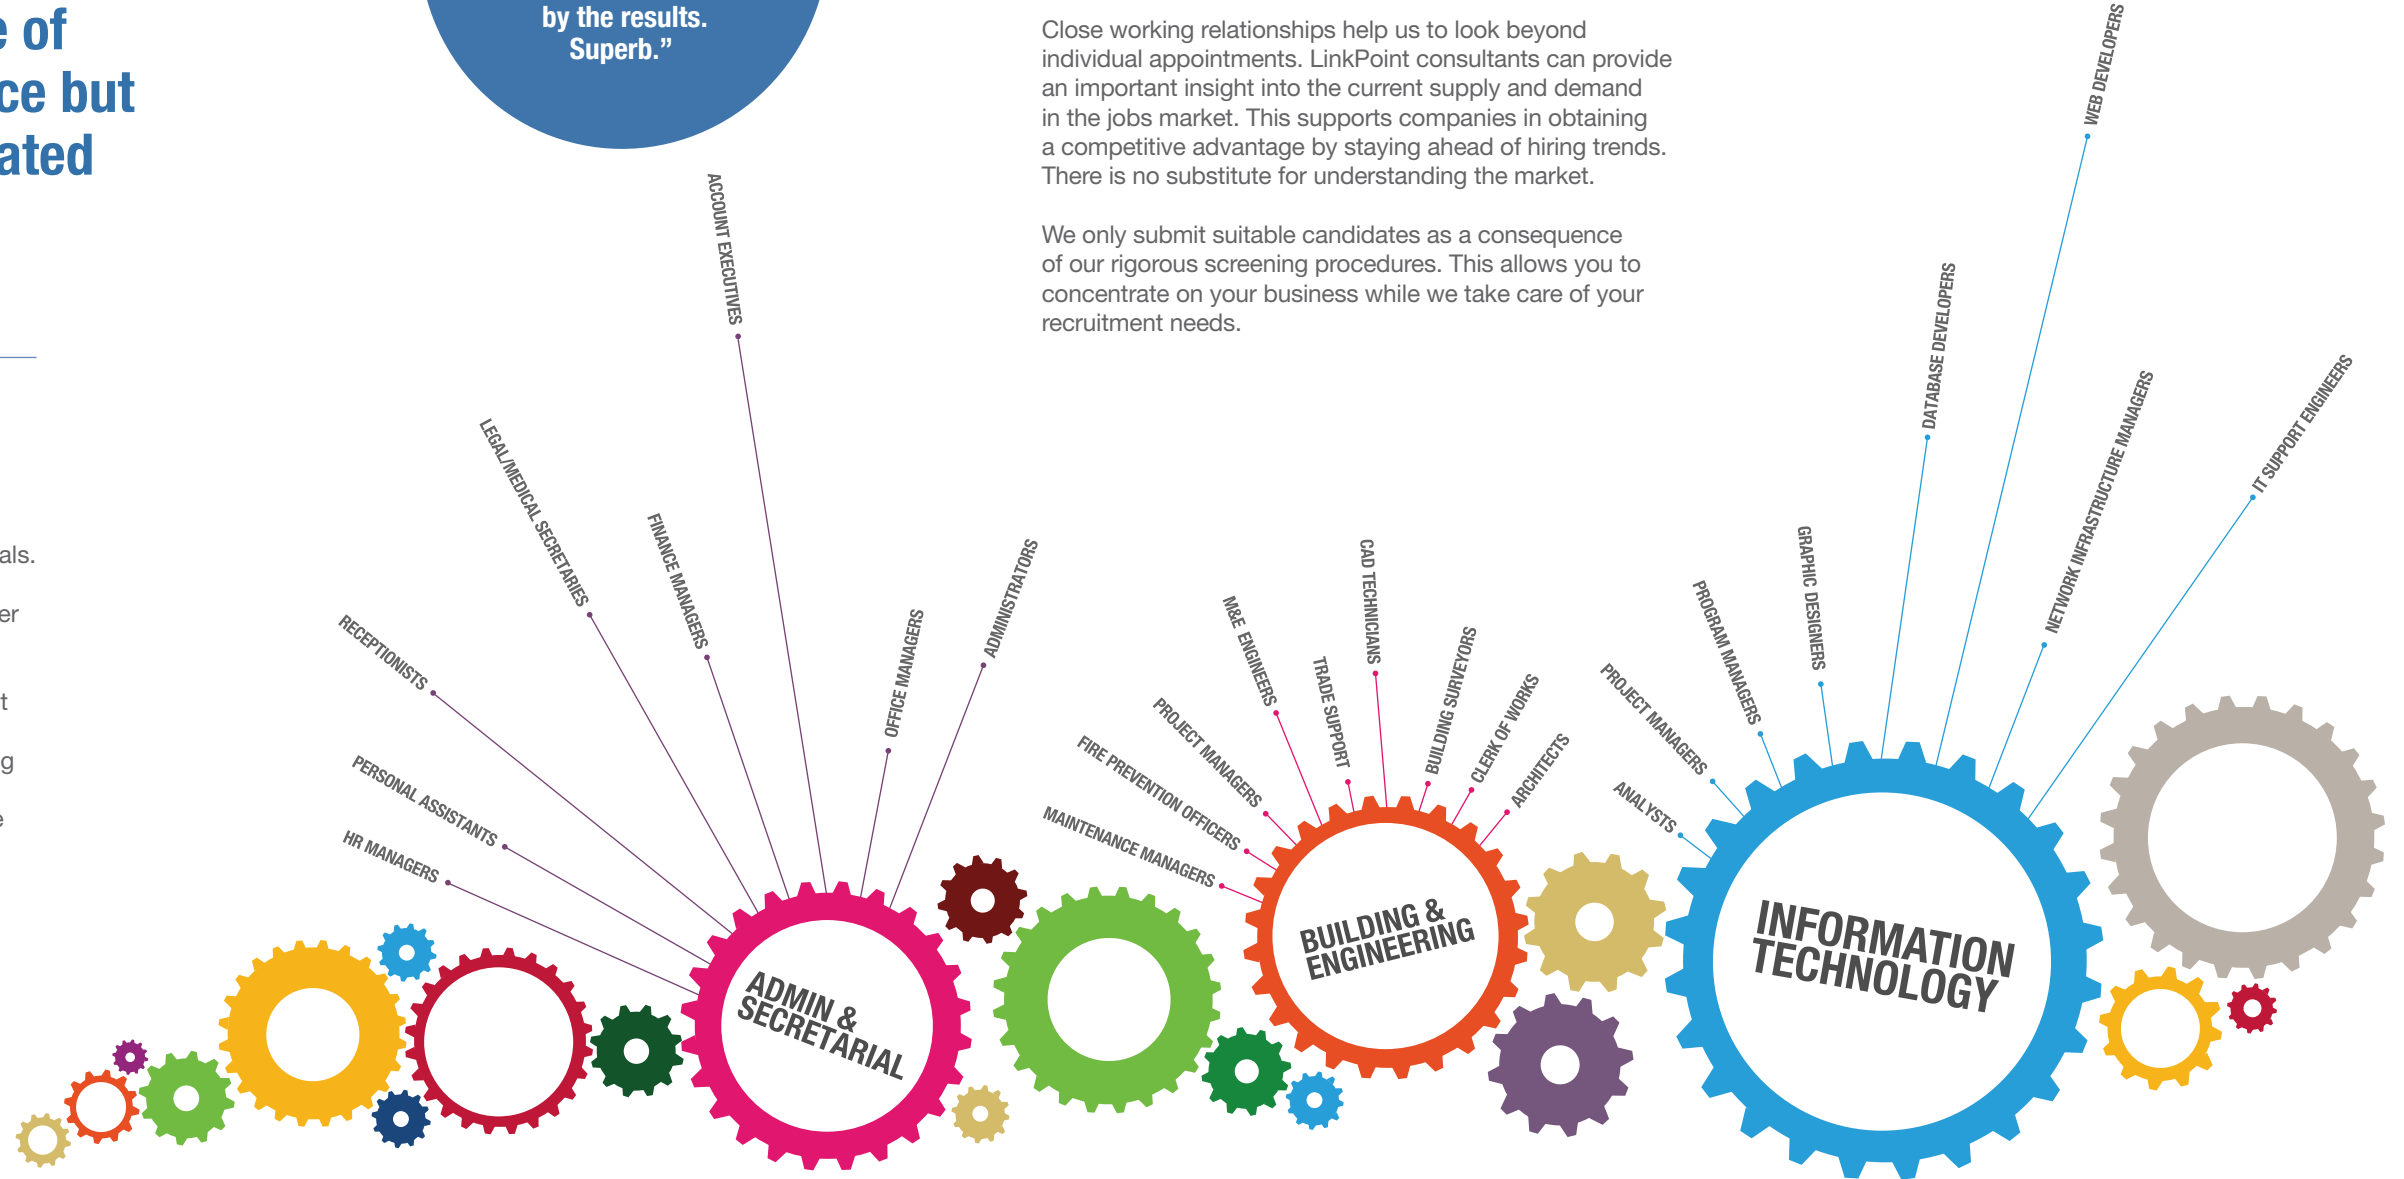 e of
ce but
ated
als.
er
t
g
e
by the results.
Superb.”
Close working relationships help us to look beyond
individual appointments. LinkPoint consultants can provide
an important insight into the current supply and demand
in the jobs market. This supports companies in obtaining
a competitive advantage by staying ahead of hiring trends.
There is no substitute for understanding the market.
We only submit suitable candidates as a consequence
of our rigorous screening procedures. This allows you to
concentrate on your business while we take care of your
recruitment needs.
HR MANAGERS
PERSONAL ASSISTANTS
RECEPTIONISTS
LEGAL/MEDICAL SECRETARIES
FINANCE MANAGERS
ACCOUNT EXECUTIVES
OFFICE MANAGERS
ADMINISTRATORS
ADMIN &
SECRETARIAL
MAINTENANCE MANAGERS
FIRE PREVENTION OFFICERS
PROJECT MANAGERS
M&E ENGINEERS
TRADE SUPPORT
CAD TECHNICIANS
BUILDING SURVEYORS
CLERK OF WORKS
ARCHITECTS
BUILDING &
ENGINEERING
ANALYSTS
PROJECT MANAGERS
PROGRAM MANAGERS
GRAPHIC DESIGNERS
DATABASE DEVELOPERS
WEB DEVELOPERS
NETWORK INFRASTRUCTURE MANAGERS
IT SUPPORT ENGINEERS
INFORMATION
TECHNOLOGY